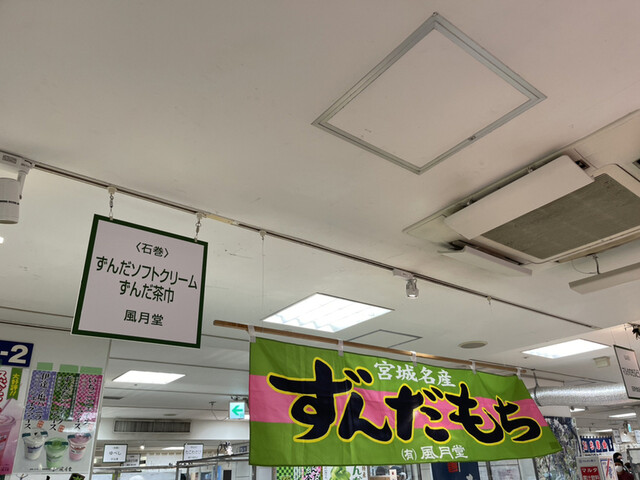 〈石巻〉
ずんだソフトクリーム
ずんだ茶巾
風月堂
宮城名産
ずんだもち
(有)風月堂
-2